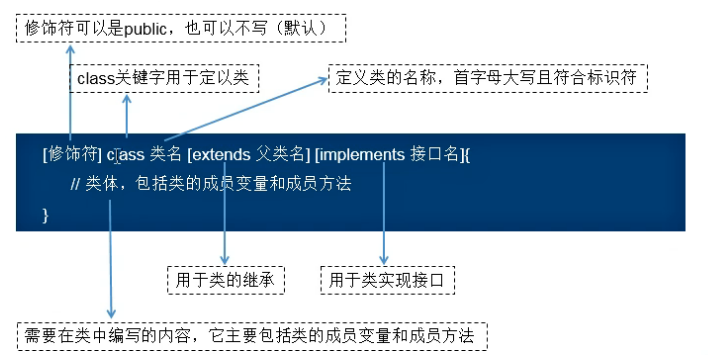 修饰符可以是public，也可以不写（默认）
class关键字用于定以类
定义类的名称，首字母大写且符合标识符
[修饰符] class 类名 [extends 父类名] [implements 接口名]{
// 类体，包括类的成员变量和成员方法
}
用于类的继承
用于类实现接口
需要在类中编写的内容，它主要包括类的成员变量和成员方法